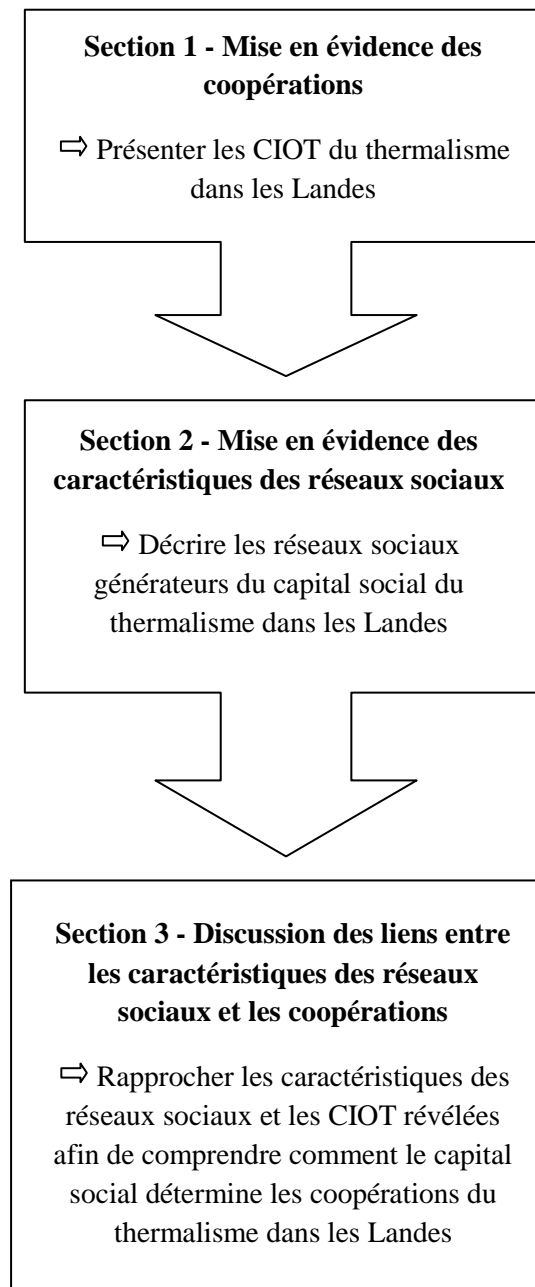 Section 1 - Mise en évidence des
coopérations
⇨ Présenter les CIOT du thermalisme
dans les Landes
Section 2 - Mise en évidence des
caractéristiques des réseaux sociaux
⇨ Décrire les réseaux sociaux
générateurs du capital social du
thermalisme dans les Landes
Section 3 - Discussion des liens entre
les caractéristiques des réseaux
sociaux et les coopérations
⇨ Rapprocher les caractéristiques des
réseaux sociaux et les CIOT révélées
afin de comprendre comment le capital
social détermine les coopérations du
thermalisme dans les Landes